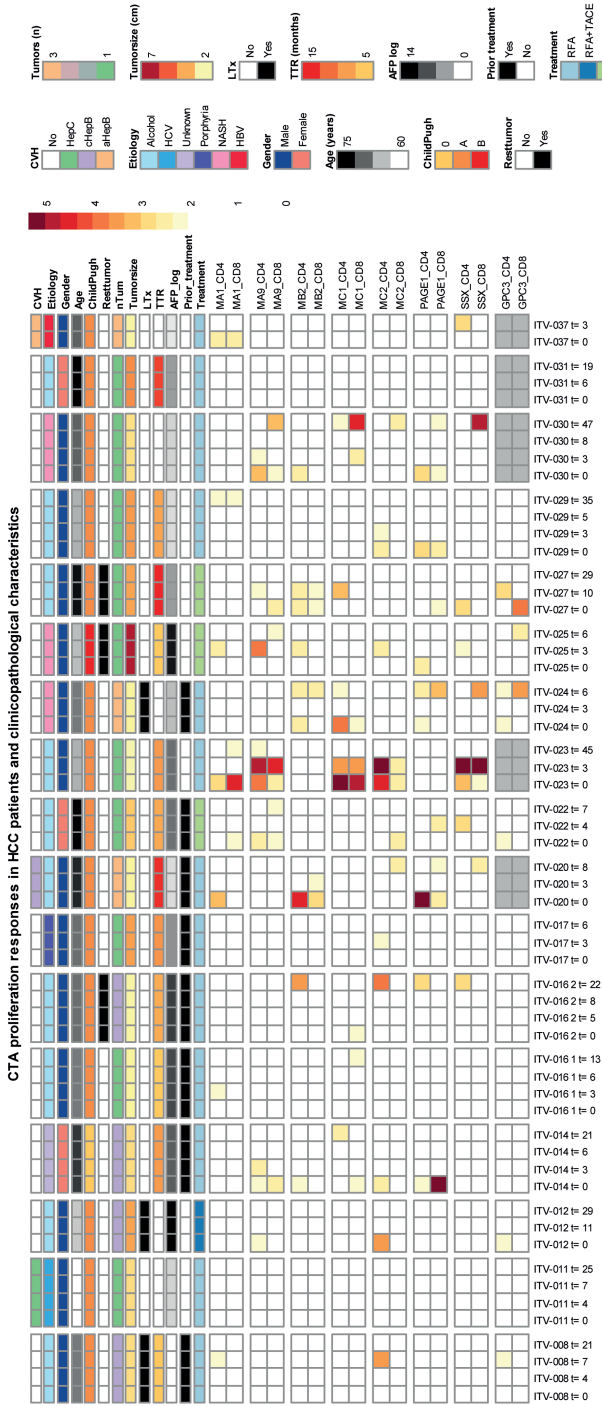 CTA proliferation responses in HCC patients and clinicopathological characteristics
CVH
Etiology
Gender
Age
ChildPugh
Resttumor
nTum
Tumorsize
LTx
TTR
AFP_log
Prior_treatment
Treatment
MA1_CD4
MA1_CD8
MA9_CD4
MA9_CD8
MB2_CD4
MB2_CD8
MC1_CD4
MC1_CD8
MC2_CD4
MC2_CD8
PAGE1_CD4
PAGE1_CD8
SSX_CD4
SSX_CD8
GPC3_CD4
GPC3_CD8
ITV-008 t= 0
ITV-008 t= 4
ITV-008 t= 7
ITV-008 t= 21
ITV-011 t= 0
ITV-011 t= 4
ITV-011 t= 7
ITV-011 t= 25
ITV-012 t= 0
ITV-012 t= 11
ITV-012 t= 29
ITV-014 t= 0
ITV-014 t= 3
ITV-014 t= 6
ITV-014 t= 21
ITV-016 1 t= 0
ITV-016 1 t= 3
ITV-016 1 t= 6
ITV-016 1 t= 13
ITV-016 2 t= 0
ITV-016 2 t= 5
ITV-016 2 t= 8
ITV-016 2 t= 22
ITV-017 t= 0
ITV-017 t= 3
ITV-017 t= 6
ITV-020 t= 0
ITV-020 t= 3
ITV-020 t= 8
ITV-022 t= 0
ITV-022 t= 4
ITV-022 t= 7
ITV-023 t= 0
ITV-023 t= 3
ITV-023 t= 45
ITV-024 t= 0
ITV-024 t= 3
ITV-024 t= 6
ITV-025 t= 0
ITV-025 t= 3
ITV-025 t= 6
ITV-027 t= 0
ITV-027 t= 10
ITV-027 t= 29
ITV-029 t= 0
ITV-029 t= 3
ITV-029 t= 5
ITV-029 t= 35
ITV-030 t= 0
ITV-030 t= 3
ITV-030 t= 8
ITV-030 t= 47
ITV-031 t= 0
ITV-031 t= 6
ITV-031 t= 19
ITV-037 t= 0
ITV-037 t= 3
5
4
3
2
1
0
CVH
No
HepC
cHepB
aHepB
Etiology
Alcohol
HCV
Unknown
Porphyria
NASH
HBV
Gender
Male
Female
Age (years)
75
60
ChildPugh
0
A
B
Resttumor
No
Yes
Tumors (n)
3
1
Tumorsize (cm)
7
2
LTx
No
Yes
TTR (months)
15
5
AFP log
14
0
Prior treatment
Yes
No
Treatment
RFA
RFA+TACE